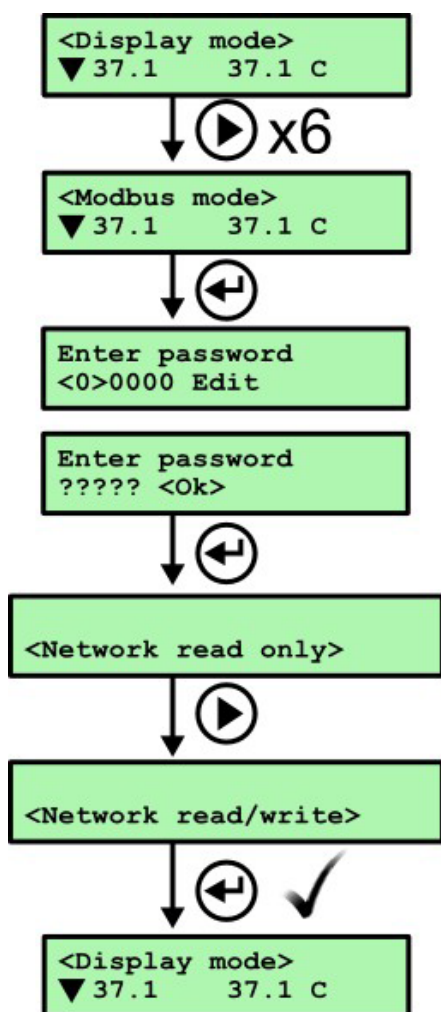 <Display mode>
▼ 37.1 37.1 C
x6
<Modbus mode>
▼ 37.1 37.1 C
Enter password
<0>0000 Edit
Enter password
????? <Ok>
<Network read only>
<Network read/write>
<Display mode>
▼ 37.1 37.1 C